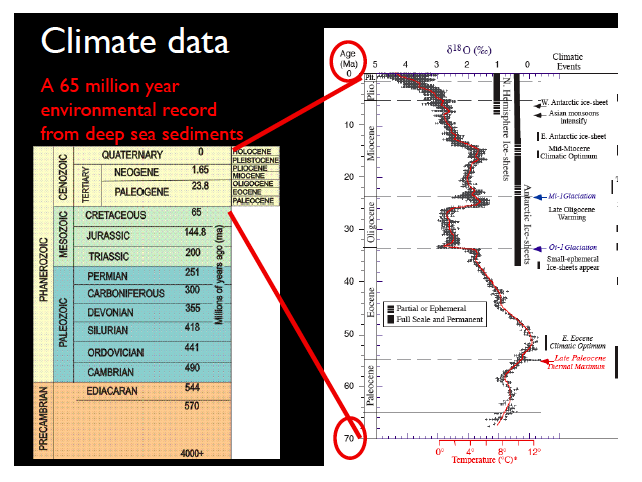 Climate data
A 65 million year
environmental record
from deep sea sediments
PHANEROZOIC
PRECAMBRIAN
CENOZOIC
MESOZOIC
PALEOZOIC
TERTIARY
QUATERNARY 0
NEOGENE 1.65
PALEOGENE 23.8
CRETACEOUS 65
JURASSIC 144.8
TRIASSIC 200
PERMIAN 251
CARBONIFEROUS 300
DEVONIAN 355
SILURIAN 418
ORDOVICIAN 441
CAMBRIAN 490
EDIACARAN 544
570
4000+
HOLOCENE
PLEISTOCENE
PLIOCENE
MIOCENE
OLIGOCENE
EOCENE
PALEOCENE
Millions of years ago (ma)
Age
(Ma)
δ18O (‰)
Climatic
Events
5 4 3 2 1 0
0
10
20
30
40
50
60
70
Plt.
Plio.
Miocene
Oligocene
Eocene
Paleocene
N. Hemisphere Ice-sheets
Antarctic Ice-sheets
W. Antarctic ice-sheet
Asian monsoons
intensify
E. Antarctic ice-sheet
Mid-Miocene
Climatic Optimum
Mi-1Glaciation
Late Oligocene
Warming
Oi-1 Glaciation
Small-ephemeral
Ice-sheets appear
Partial or Ephemeral
Full Scale and Permanent
E. Eocene
Climatic Optimum
Late Paleocene
Thermal Maximum
0° 4° 8° 12°
Temperature (°C)*